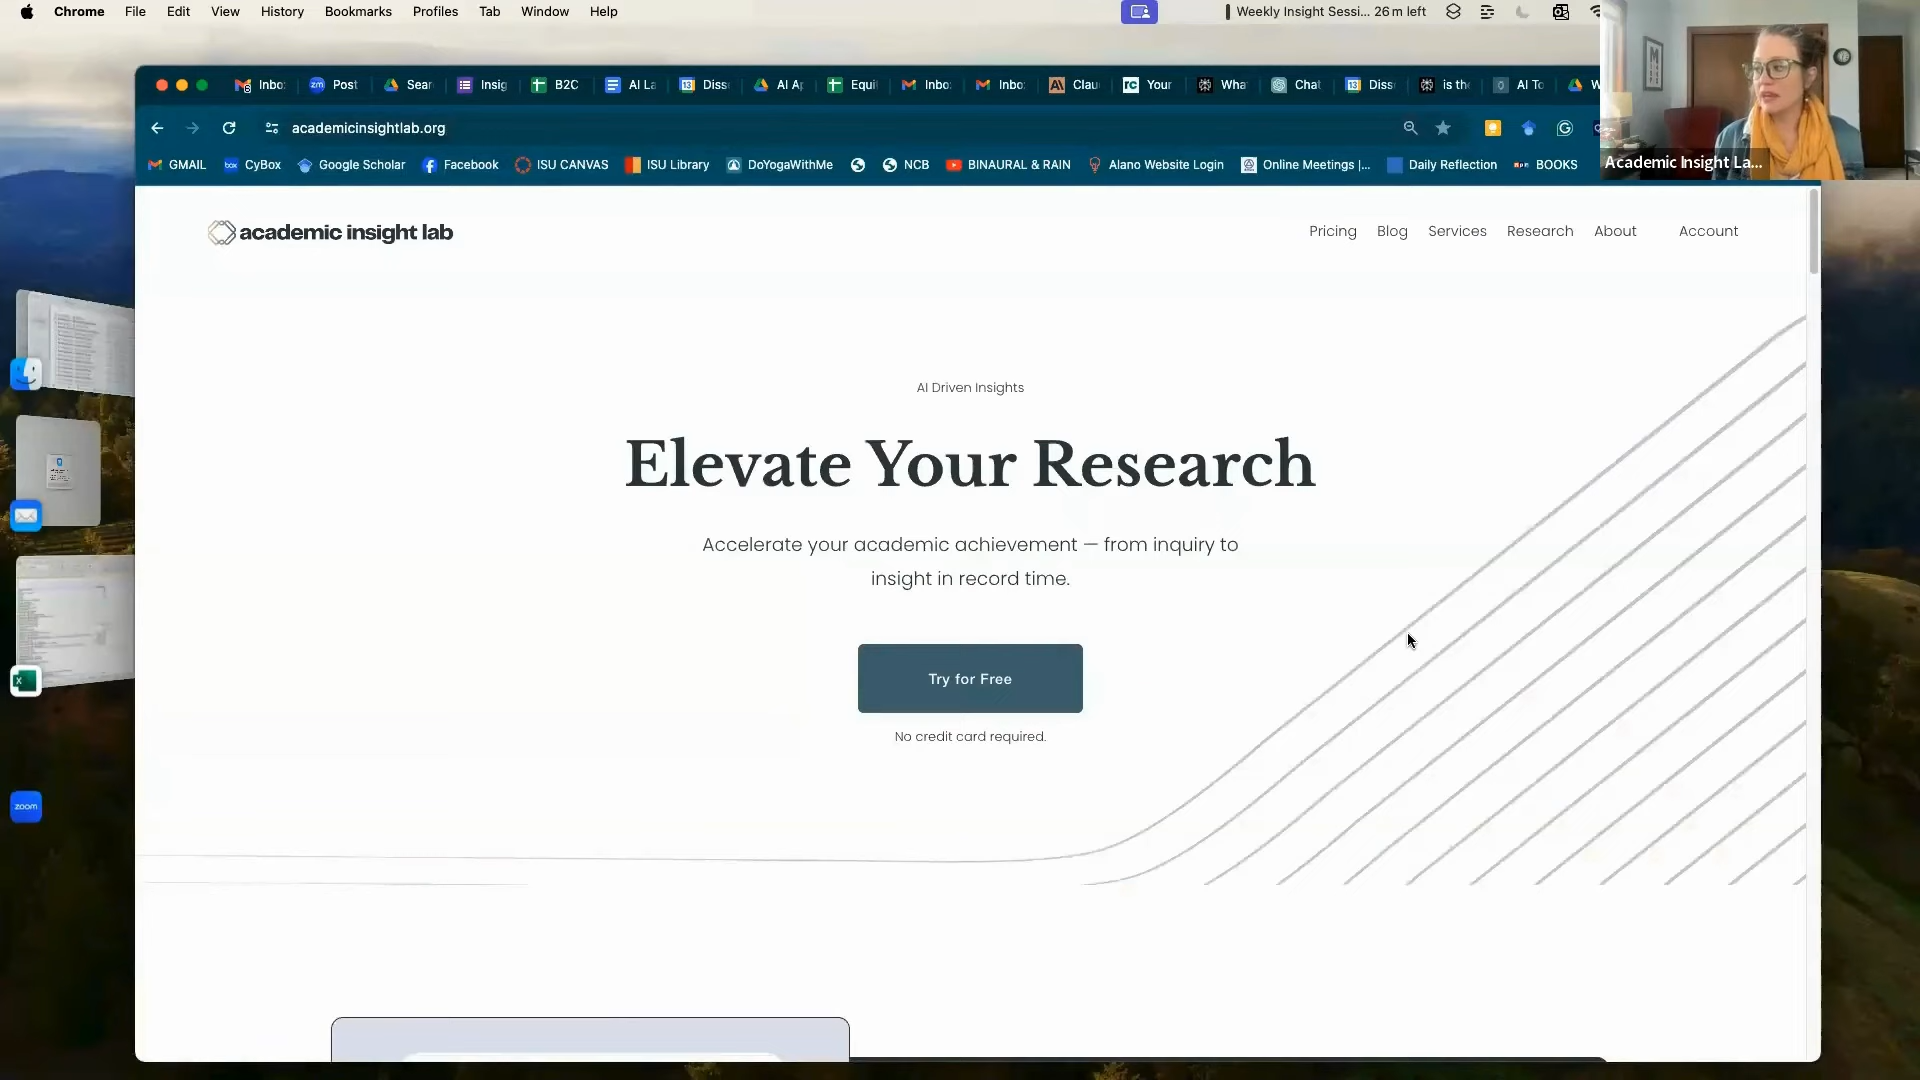 Chrome File Edit View History Bookmarks Profiles Tab Window Help
Weekly Insight Sessi... 26 m left
Inbo Post Sear Insig B2C AI La Diss AI Ap Equi Inbo Inbo Clau Your Wha Chat Diss is the AI To W
academicinsightlab.org
GMAIL CyBox Google Scholar Facebook ISU CANVAS ISU Library DoYogaWithMe NCB BINAURAL & RAIN Alano Website Login Online Meetings |... Daily Reflection BOOKS
Academic Insight La...
academic insight lab
Pricing Blog Services Research About Account
AI Driven Insights
Elevate Your Research
Accelerate your academic achievement — from inquiry to
insight in record time.
Try for Free
No credit card required.
zoom